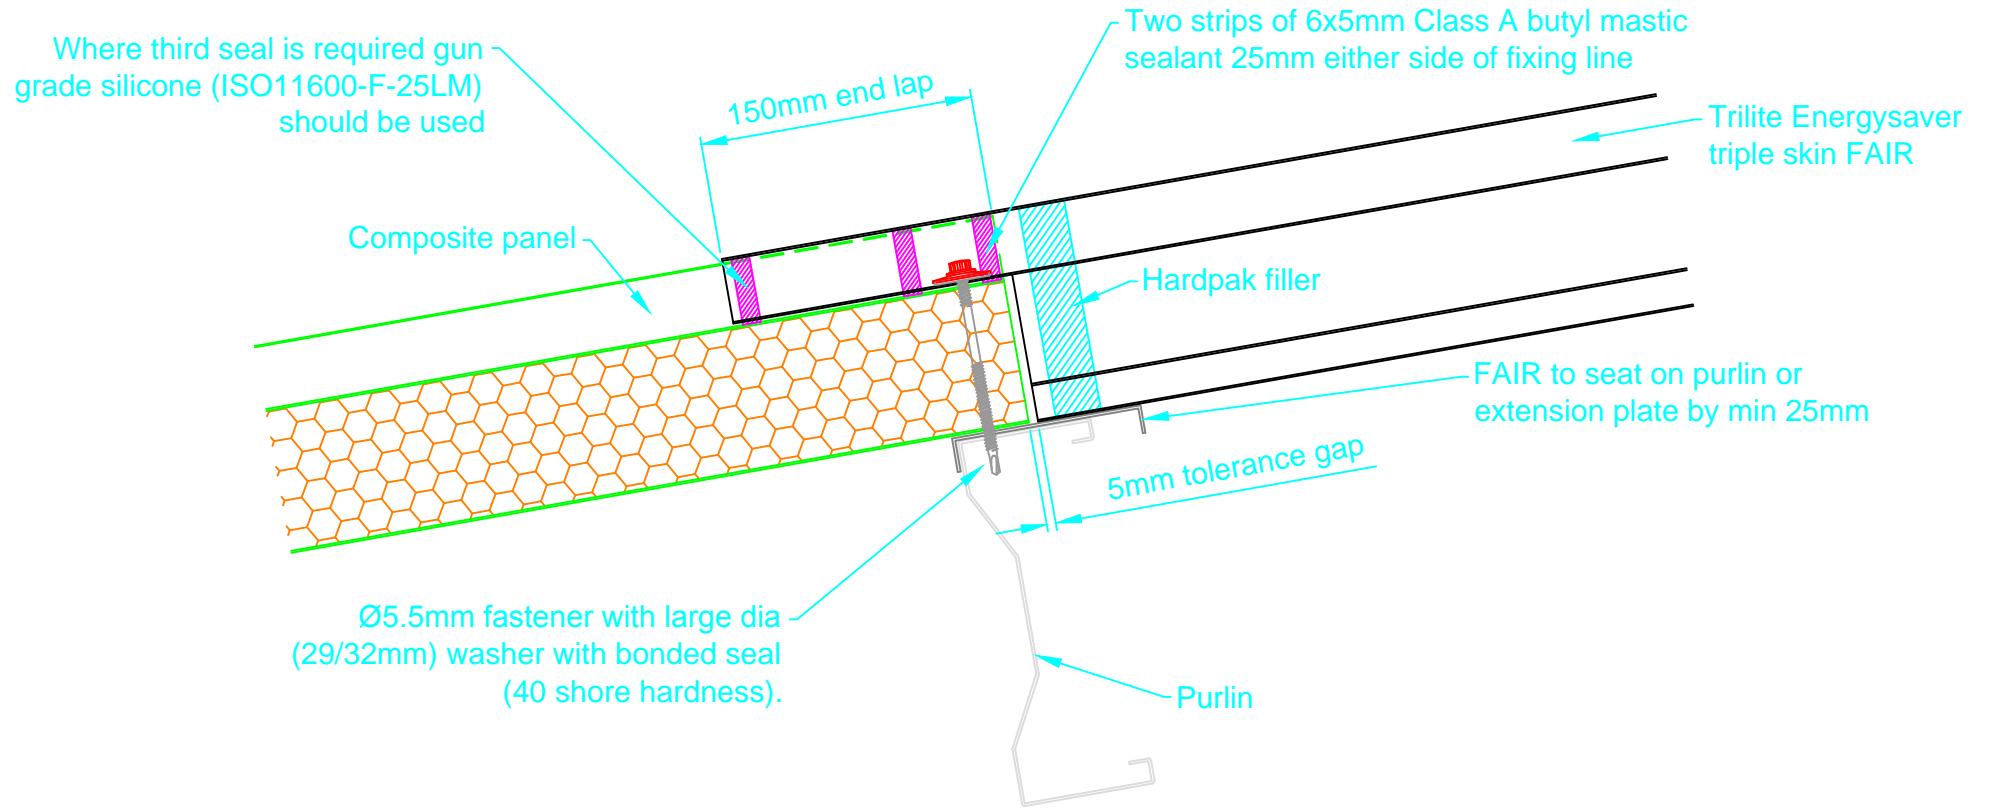 Where third seal is required gun
grade silicone (ISO11600-F-25LM)
should be used
Two strips of 6x5mm Class A butyl mastic
sealant 25mm either side of fixing line
150mm end lap
Trilite Energysaver
triple skin FAIR
Composite panel
Hardpak filler
FAIR to seat on purlin or
extension plate by min 25mm
5mm tolerance gap
Ø5.5mm fastener with large dia
(29/32mm) washer with bonded seal
(40 shore hardness).
Purlin